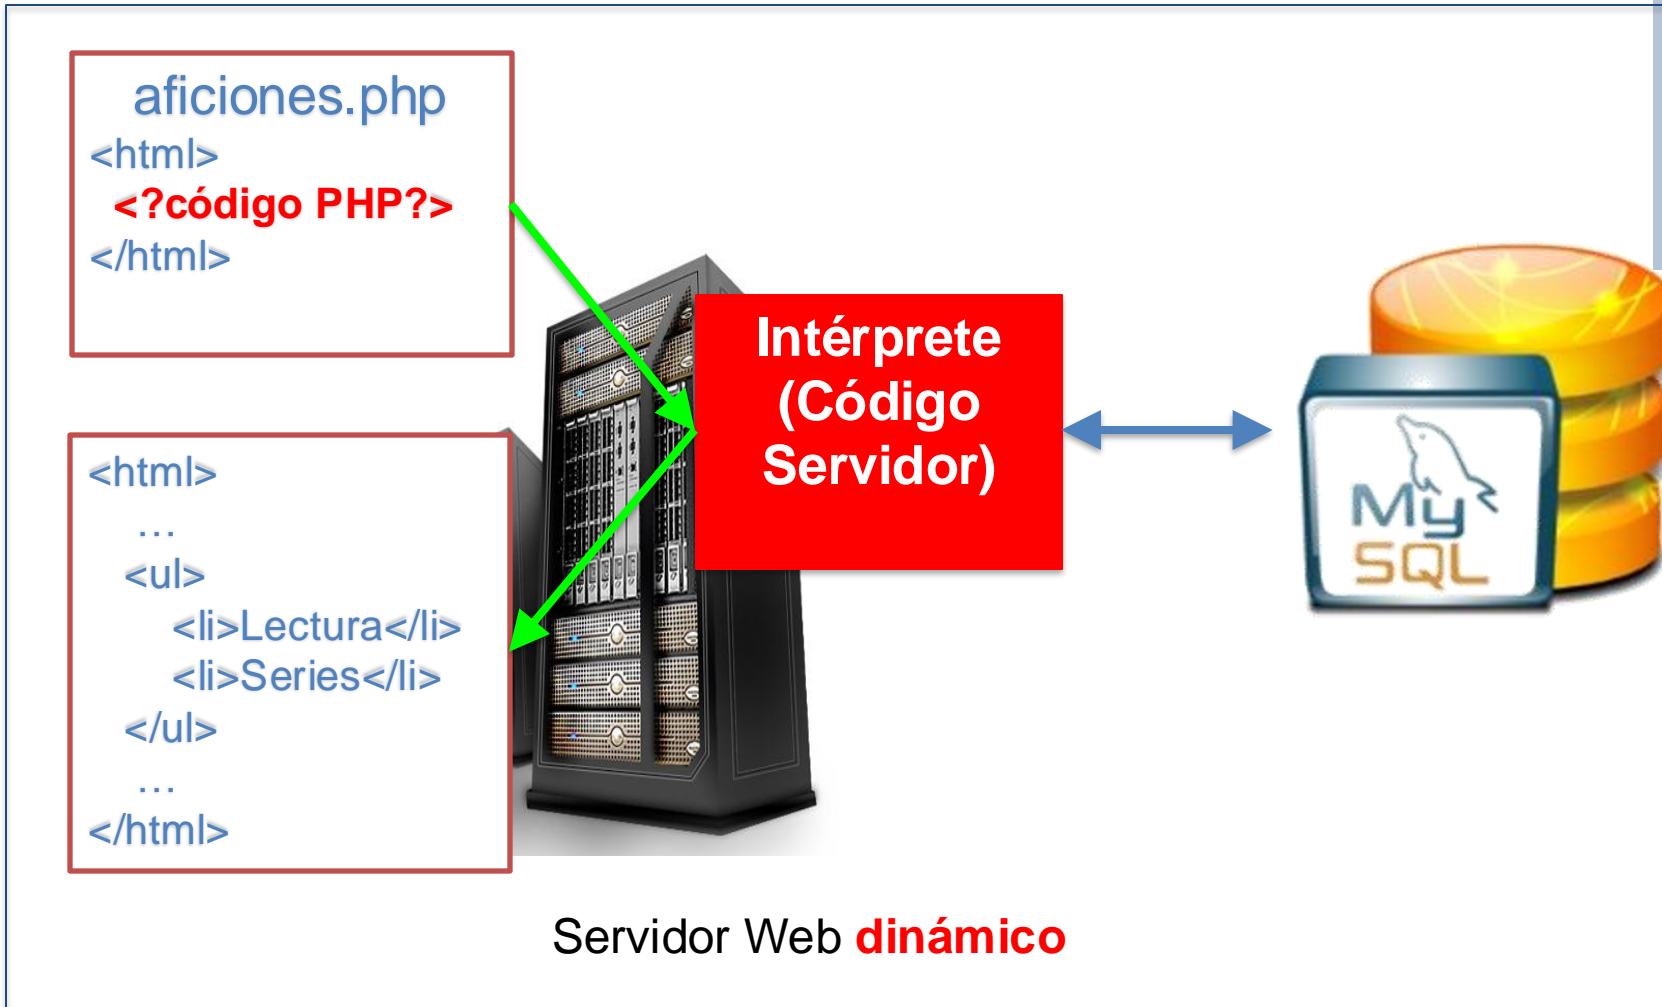 aficiones.php
<html>
<?código PHP?>
</html>
Intérprete
(Código
Servidor)
My
SQL
<html>
…
<ul>
<li>Lectura</li>
<li>Series</li>
</ul>
…
</html>
Servidor Web dinámico